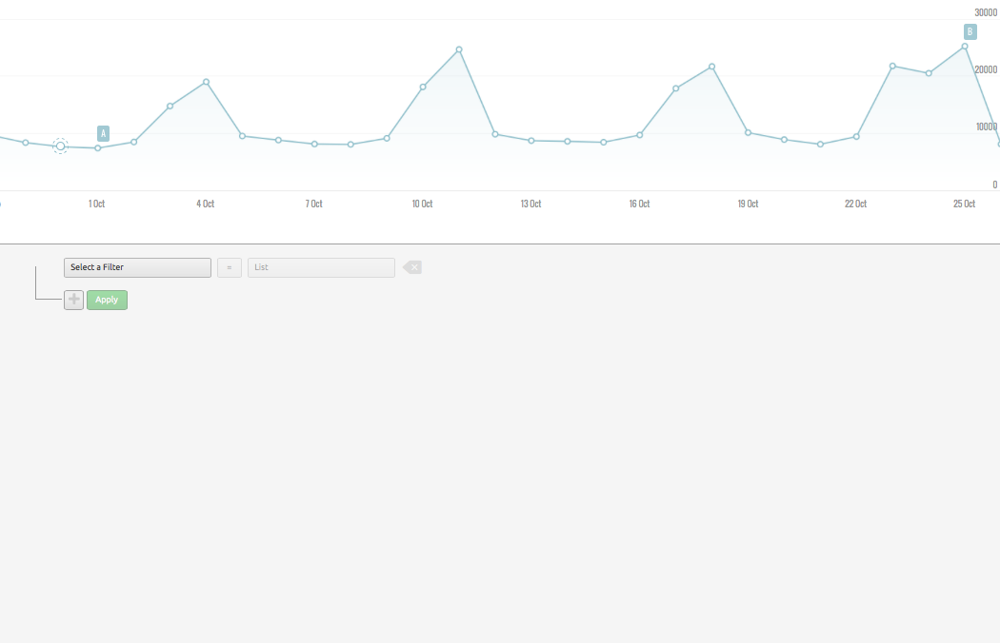 30000
B
20000
A
10000
0
1 Oct
4 Oct
7 Oct
10 Oct
13 Oct
16 Oct
19 Oct
22 Oct
25 Oct
Select a Filter
=
List
Apply